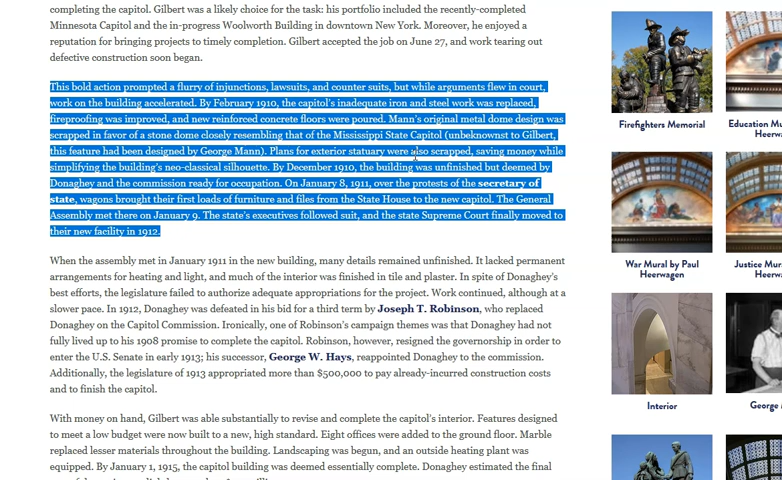 completing the capitol. Gilbert was a likely choice for the task: his portfolio included the recently-completed
Minnesota Capitol and the in-progress Woolworth Building in downtown New York. Moreover, he enjoyed a
reputation for bringing projects to timely completion. Gilbert accepted the job on June 27, and work tearing out
defective construction soon began.
This bold action prompted a flurry of injunctions, lawsuits, and counter suits, but while arguments flew in court,
work on the building accelerated. By February 1910, the capitol's inadequate iron and steel work was replaced,
fireproofing was improved, and new reinforced concrete floors were poured. Mann's original metal dome design was
scrapped in favor of a stone dome closely resembling that of the Mississippi State Capitol (unbeknownst to Gilbert,
this feature had been designed by George Mann). Plans for exterior statuary were also scrapped, saving money while
simplifying the building's neo-classical silhouette. By December 1910, the building was unfinished but deemed by
Donaghey and the commission ready for occupation. On January 8, 1911, over the protests of the secretary of
state, wagons brought their first loads of furniture and files from the State House to the new capitol. The General
Assembly met there on January 9. The state's executives followed suit, and the state Supreme Court finally moved to
their new facility in 1912.
When the assembly met in January 1911 in the new building, many details remained unfinished. It lacked permanent
arrangements for heating and light, and much of the interior was finished in tile and plaster. In spite of Donaghey's
best efforts, the legislature failed to authorize adequate appropriations for the project. Work continued, although at a
slower pace. In 1912, Donaghey was defeated in his bid for a third term by Joseph T. Robinson, who replaced
Donaghey on the Capitol Commission. Ironically, one of Robinson's campaign themes was that Donaghey had not
fully lived up to his 1908 promise to complete the capitol. Robinson, however, resigned the governorship in order to
enter the U.S. Senate in early 1913; his successor, George W. Hays, reappointed Donaghey to the commission.
Additionally, the legislature of 1913 appropriated more than $500,000 to pay already-incurred construction costs
and to finish the capitol.
With money on hand, Gilbert was able substantially to revise and complete the capitol's interior. Features designed
to meet a low budget were now built to a new, high standard. Eight offices were added to the ground floor. Marble
replaced lesser materials throughout the building. Landscaping was begun, and an outside heating plant was
equipped. By January 1, 1915, the capitol building was deemed essentially complete. Donaghey estimated the final
Firefighters Memorial
Education Mu
Heerwa
War Mural by Paul
Heerwagen
Justice Mura
Heerwa
Interior
George M